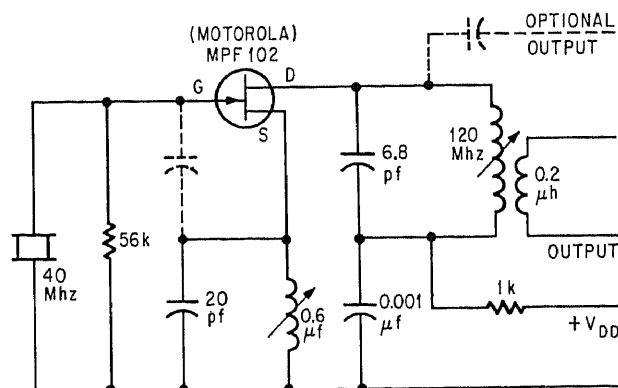 OPTIONAL
OUTPUT
(MOTOROLA)
MPF 102
G
D
S
120
Mhz
6.8
pf
0.2
μh
56k
OUTPUT
40
Mhz
20
pf
0.6
μf
0.001
μf
1k
+VDD